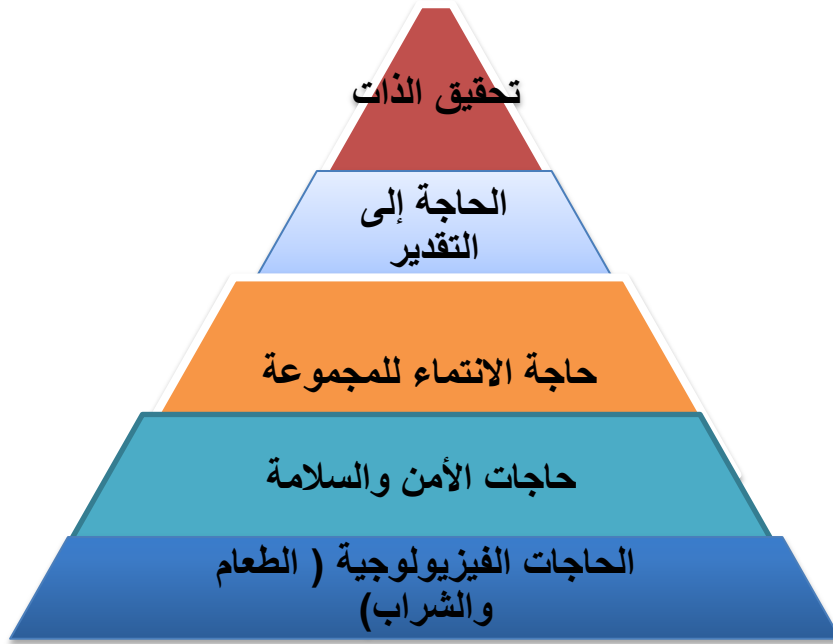 تحقيق الذات
الحاجة إلى
التقدير
حاجة الانتماء للمجموعة
حاجات الأمن والسلامة
الحاجات الفيزيولوجية ( الطعام
والشراب)